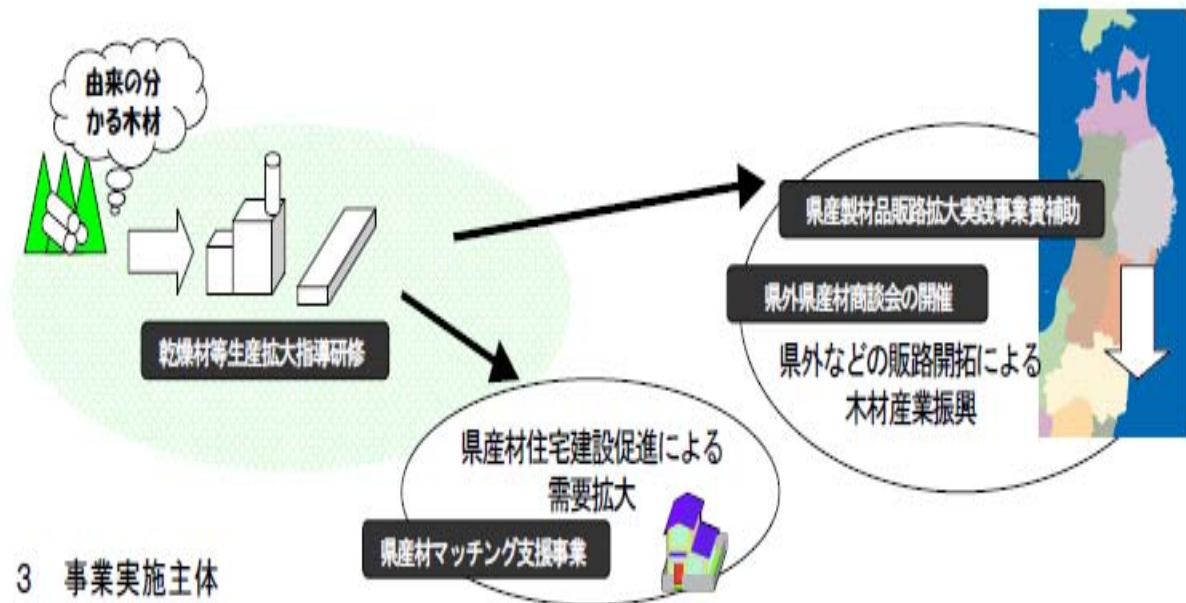 由来の分
かる木材
乾燥材等生産拡大指導研修
県産製材品販路拡大実践事業費補助
県外県産材商談会の開催
県外などの販路開拓による
木材産業振興
県産材住宅建設促進による
需要拡大
県産材マッチング支援事業
3 事業実施主体